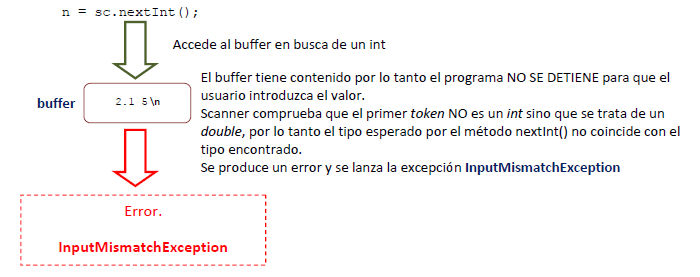 n = sc.nextInt();
Accede al buffer en busca de un int
buffer
2.1 5\n
El buffer tiene contenido por lo tanto el programa NO SE DETIENE para que el
usuario introduzca el valor.
Scanner comprueba que el primer token NO es un int sino que se trata de un
double, por lo tanto el tipo esperado por el método nextInt() no coincide con el
tipo encontrado.
Se produce un error y se lanza la excepción InputMismatchException
Error.
InputMismatchException